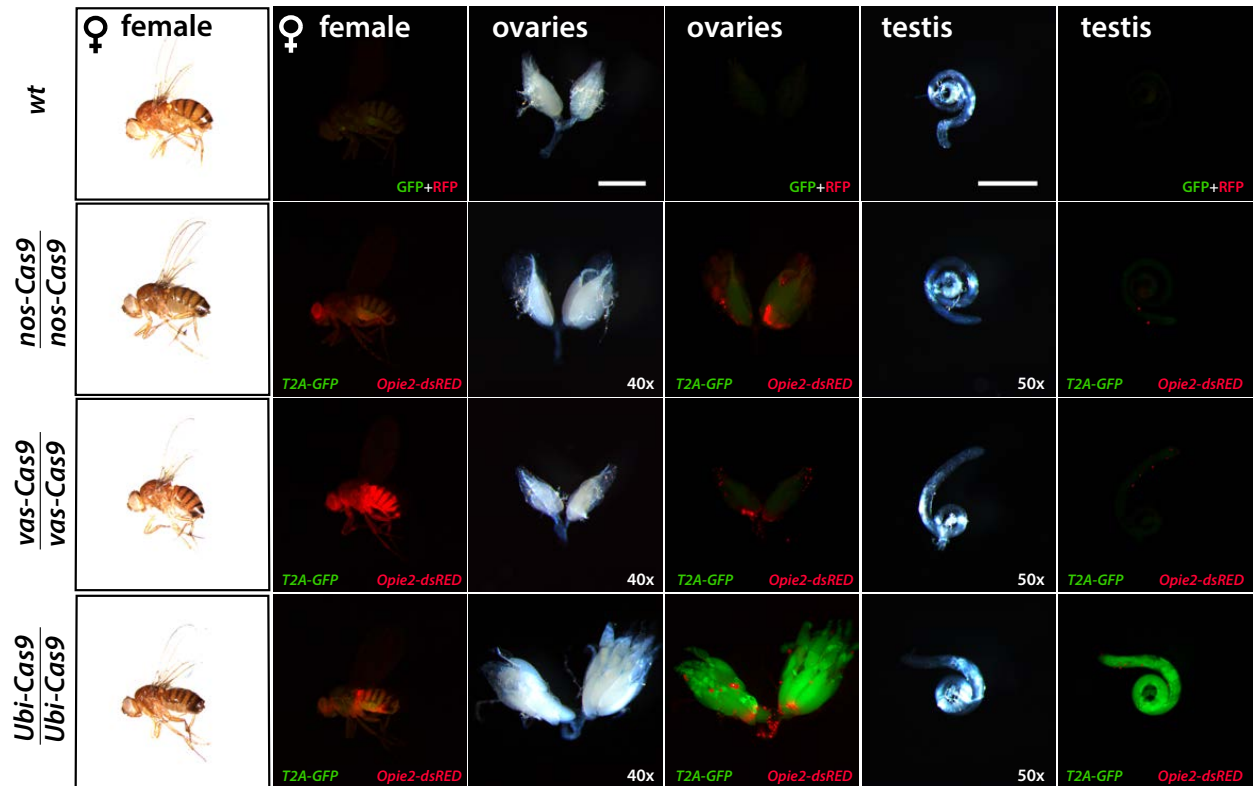 ♀ female
♀ female
ovaries
ovaries
testis
testis
wt
GFP+RFP
GFP+RFP
GFP+RFP
nos-Cas9
nos-Cas9
T2A-GFP Opie2-dsRED
40x
T2A-GFP Opie2-dsRED
50x
T2A-GFP Opie2-dsRED
vas-Cas9
vas-Cas9
T2A-GFP Opie2-dsRED
40x
T2A-GFP Opie2-dsRED
50x
T2A-GFP Opie2-dsRED
Ubi-Cas9
Ubi-Cas9
T2A-GFP Opie2-dsRED
40x
T2A-GFP Opie2-dsRED
50x
T2A-GFP Opie2-dsRED